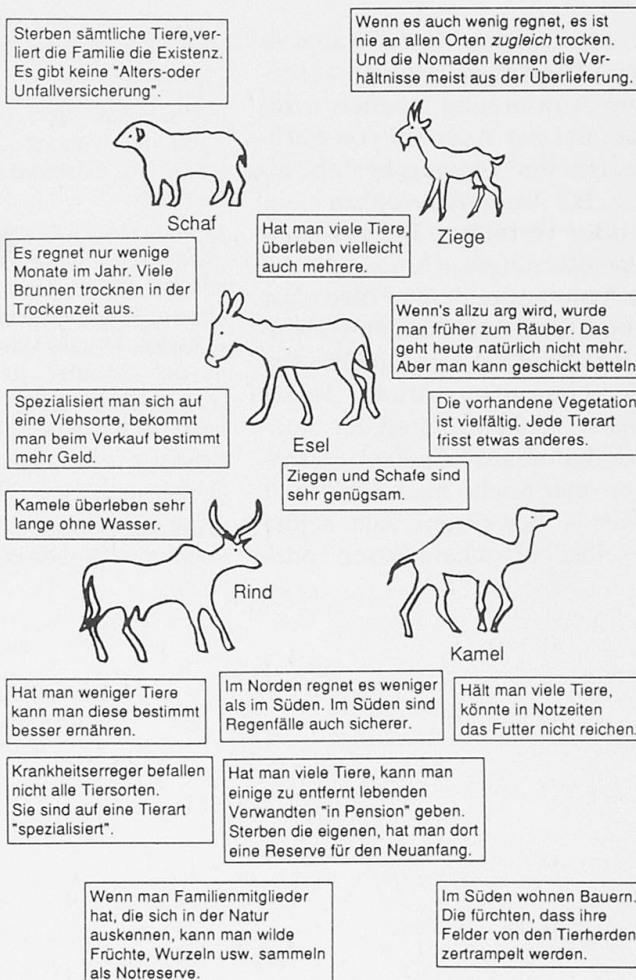 Sterben sämtliche Tiere,ver-
liert die Familie die Existenz.
Es gibt keine "Alters-oder
Unfallversicherung".
Wenn es auch wenig regnet, es ist
nie an allen Orten zugleich trocken.
Und die Nomaden kennen die Ver-
hältnisse meist aus der Überlieferung.
Schaf
Ziege
Hat man viele Tiere,
überleben vielleicht
auch mehrere.
Es regnet nur wenige
Monate im Jahr. Viele
Brunnen trocknen in der
Trockenzeit aus.
Wenn's allzu arg wird, wurde
man früher zum Räuber. Das
geht heute natürlich nicht mehr.
Aber man kann geschickt betteln
Spezialisiert man sich auf
eine Viehsorte, bekommt
man beim Verkauf bestimmt
mehr Geld.
Esel
Die vorhandene Vegetation
ist vielfältig. Jede Tierart
frisst etwas anderes.
Ziegen und Schafe sind
sehr genügsam.
Kamele überleben sehr
lange ohne Wasser.
Rind
Kamel
Hat man weniger Tiere
kann man diese bestimmt
besser ernähren.
Im Norden regnet es weniger
als im Süden. Im Süden sind
Regenfälle auch sicherer.
Hält man viele Tiere,
könnte in Notzeiten
das Futter nicht reichen.
Krankheitserreger befallen
nicht alle Tiersorten.
Sie sind auf eine Tierart
"spezialisiert".
Hat man viele Tiere, kann man
einige zu entfernt lebenden
Verwandten "in Pension" geben.
Sterben die eigenen, hat man dort
eine Reserve für den Neuanfang.
Wenn man Familienmitglieder
hat, die sich in der Natur
auskennen, kann man wilde
Früchte, Wurzeln usw. sammeln
als Notreserve.
Im Süden wohnen Bauern.
Die fürchten, dass ihre
Felder von den Tierherden
zertrampelt werden.